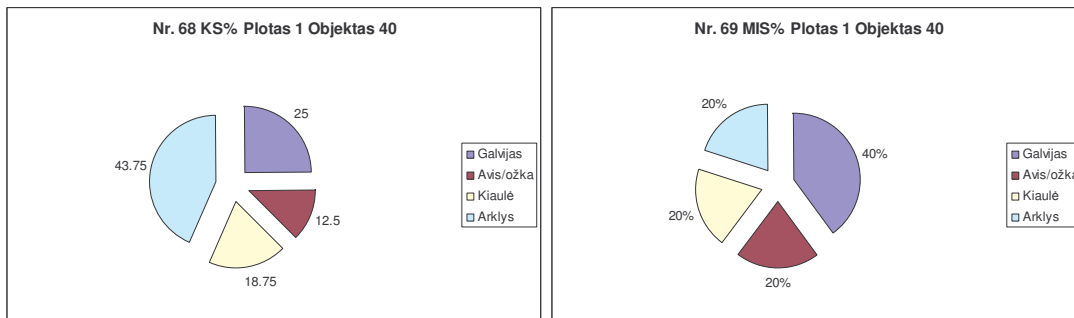 Nr. 68 KS% Plotas 1 Objektas 40
25
43.75
12.5
18.75
Galvijas
Avis/ožka
Kiaulė
Arklys
Nr. 69 MIS% Plotas 1 Objektas 40
20%
40%
20%
20%
Galvijas
Avis/ožka
Kiaulė
Arklys